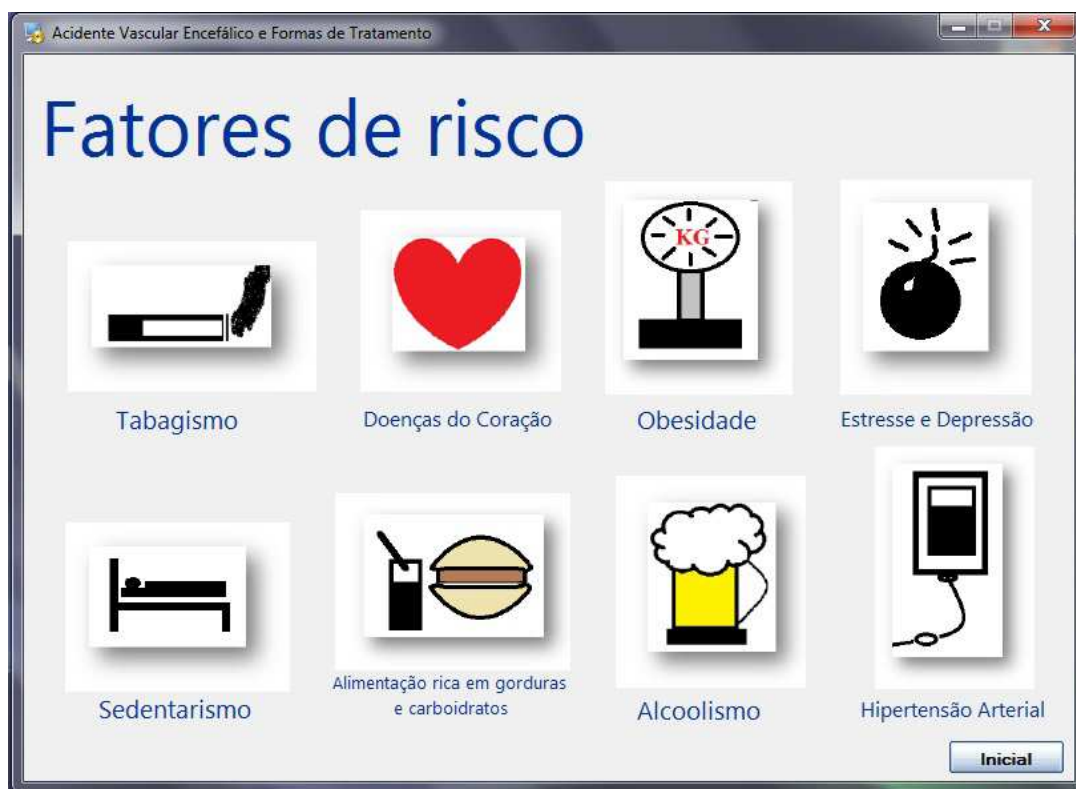 Acidente Vascular Encefálico e Formas de Tratamento
Fatores de risco
KG
Tabagismo
Doenças do Coração
Obesidade
Estresse e Depressão
Sedentarismo
Alimentação rica em gorduras
e carboidratos
Alcoolismo
Hipertensão Arterial
Inicial